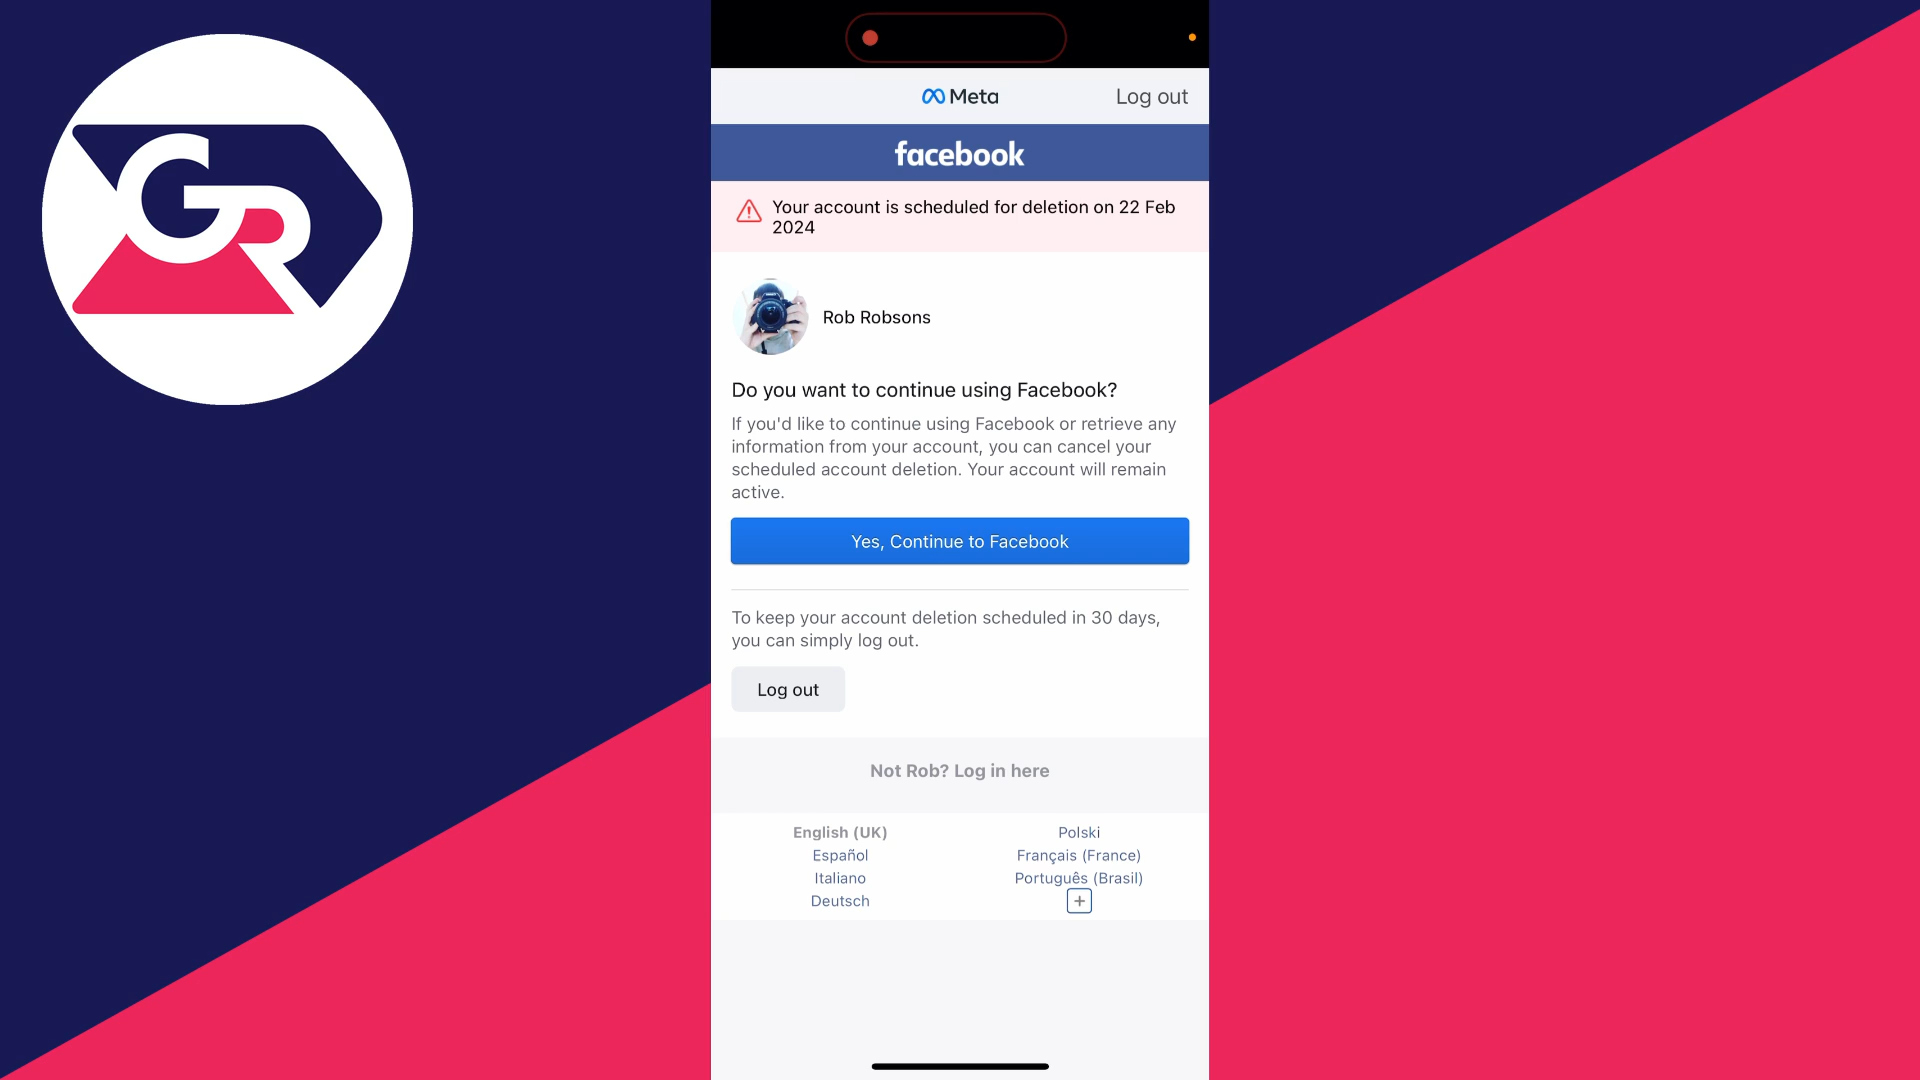 GR
Meta
Log out
facebook
Your account is scheduled for deletion on 22 Feb
2024
Rob Robsons
Do you want to continue using Facebook?
If you'd like to continue using Facebook or retrieve any
information from your account, you can cancel your
scheduled account deletion. Your account will remain
active.
Yes, Continue to Facebook
To keep your account deletion scheduled in 30 days,
you can simply log out.
Log out
Not Rob? Log in here
English (UK)
Polski
Español
Français (France)
Italiano
Português (Brasil)
Deutsch
+